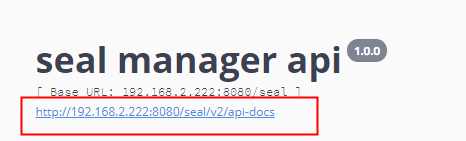 seal manager api 1.0.0
[ Base URL: 192.168.2.222:8080/seal ]
http://192.168.2.222:8080/seal/v2/api-docs